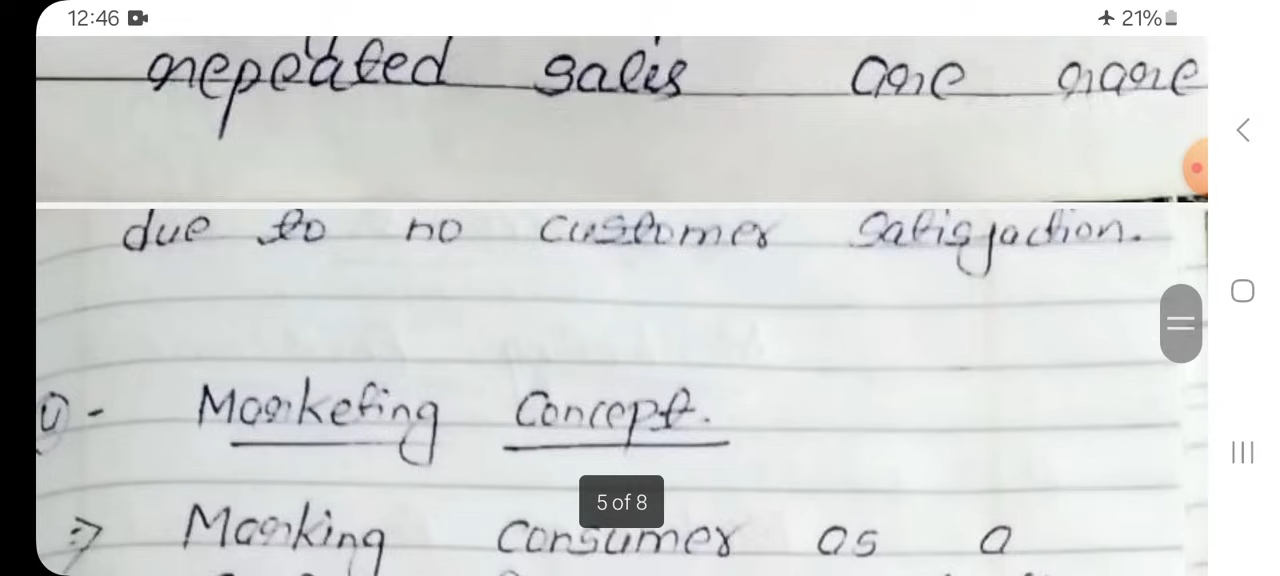 12:46 21%
repeated sales are rare
due to no customer satisfaction.
- Marketing Concept.
5 of 8
⇒ Marking consumer as a